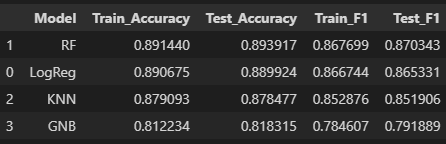 Model Train_Accuracy Test_Accuracy Train_F1 Test_F1
1 RF 0.891440 0.893917 0.867699 0.870343
0 LogReg 0.890675 0.889924 0.866744 0.865331
2 KNN 0.879093 0.878477 0.852876 0.851906
3 GNB 0.812234 0.818315 0.784607 0.791889